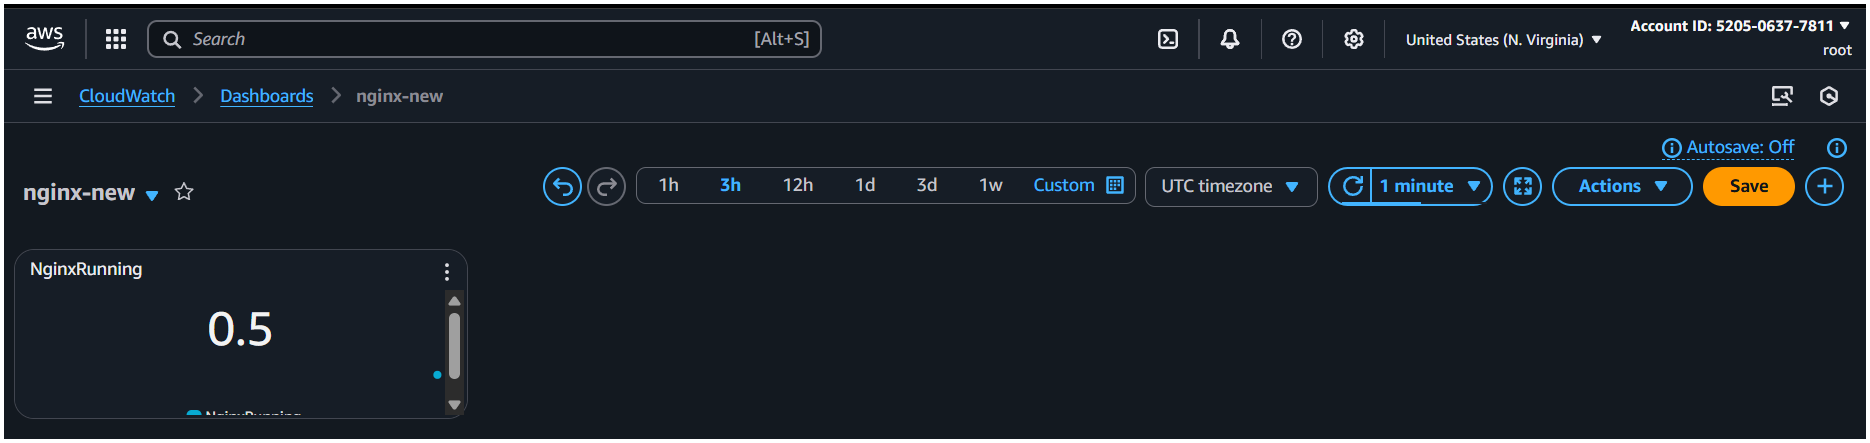 aws
Search [Alt+S]
United States (N. Virginia)
Account ID: 5205-0637-7811
root
CloudWatch
Dashboards
nginx-new
Autosave: Off
nginx-new
1h 3h 12h 1d 3d 1w Custom
UTC timezone
1 minute
Actions
Save
NginxRunning
0.5
NginxRunning